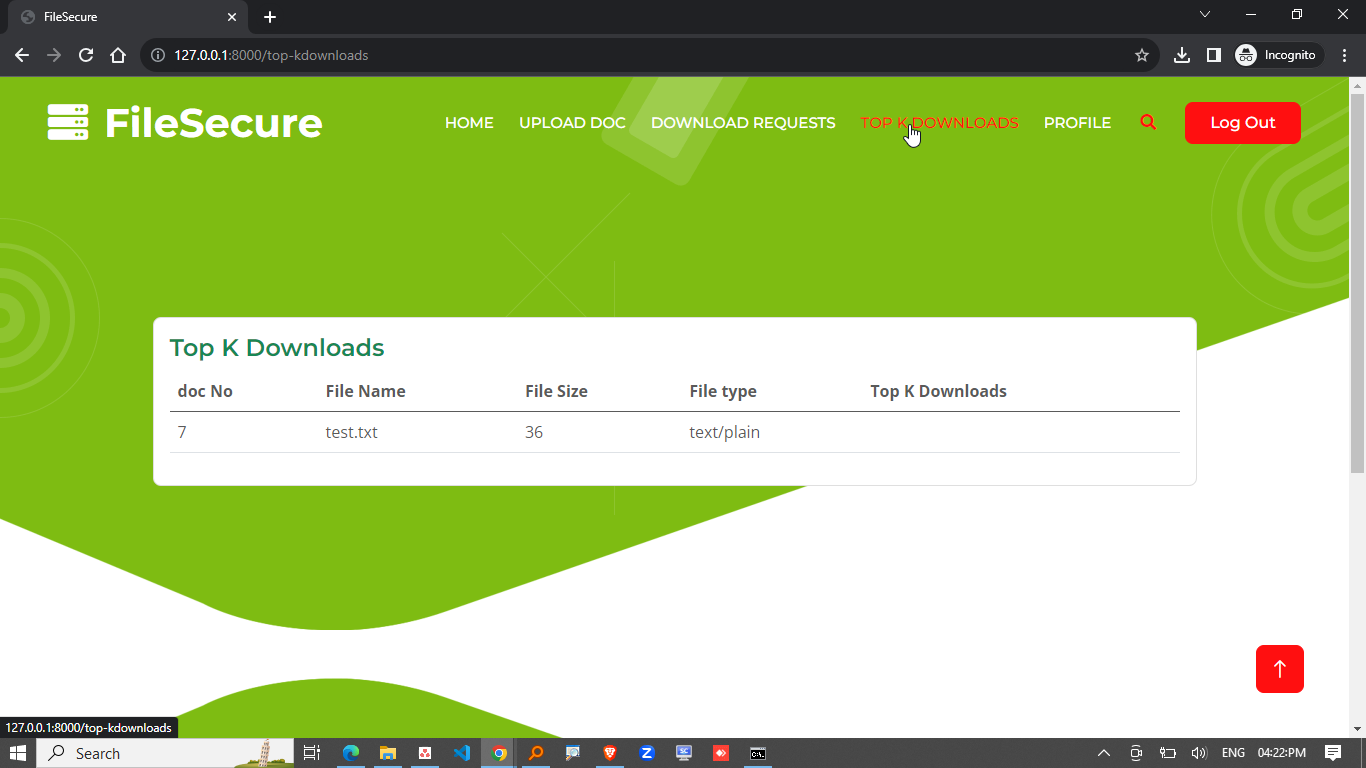 FileSecure
127.0.0.1:8000/top-kdownloads
Incognito
FileSecure
HOME UPLOAD DOC DOWNLOAD REQUESTS TOP K DOWNLOADS PROFILE Log Out
Top K Downloads
doc No File Name File Size File type Top K Downloads
7 test.txt 36 text/plain
127.0.0.1:8000/top-kdownloads
Search
ENG 04:22:PM